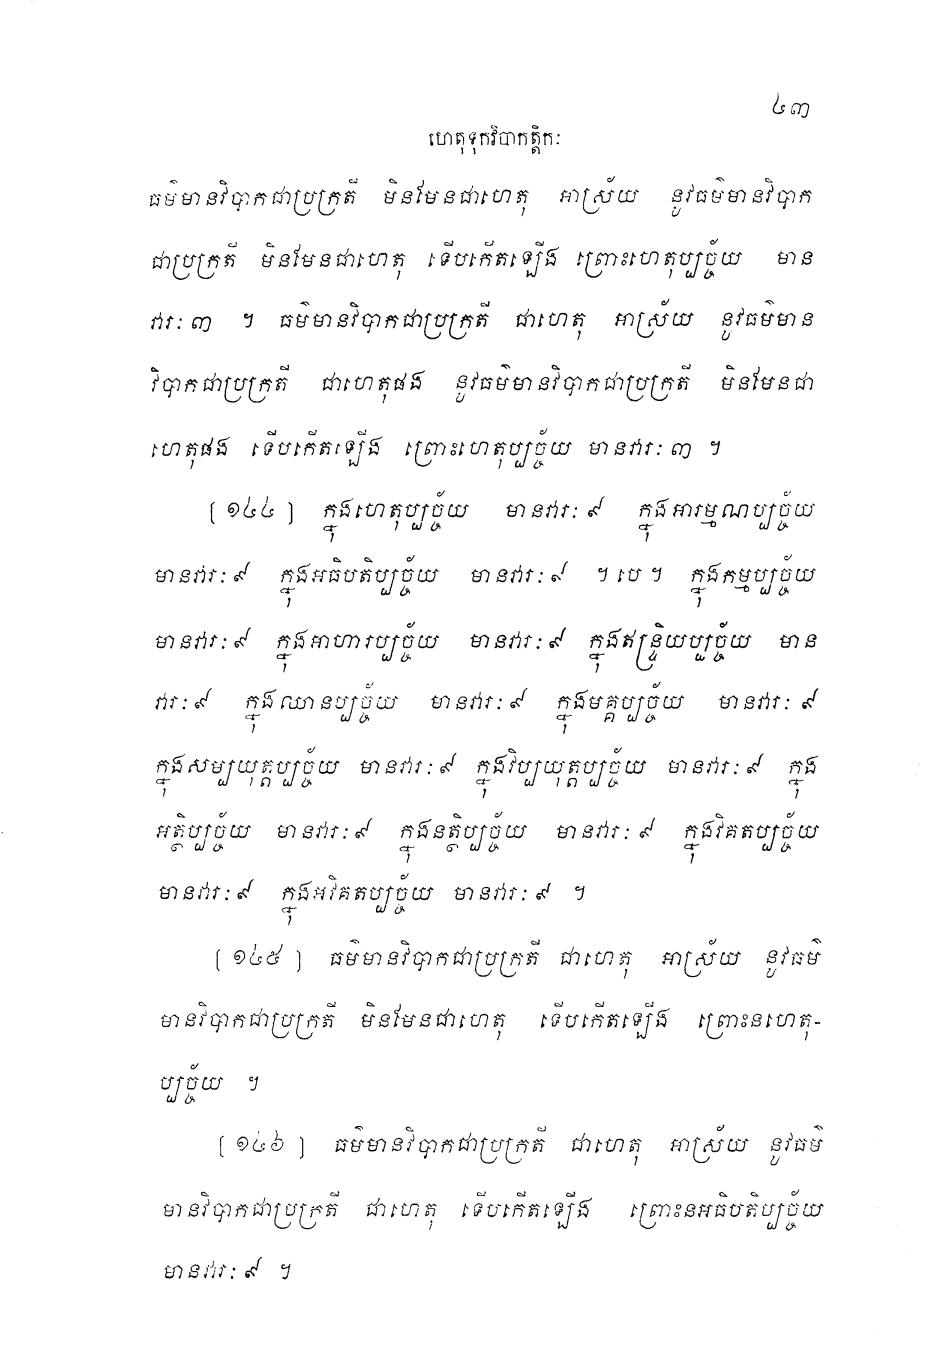 ៤៣
ហេតុទុកវិបាកត្តិកៈ
ធម៌មានវិបាកជាប្រក្រតី មិនមែនជាហេតុ អាស្រ័យ នូវធម៌មានវិបាក
ជាប្រក្រតី មិនមែនជាហេតុ ទើបកើតឡើង ព្រោះហេតុប្បច្ច័យ មាន
វារៈ ៣ ។ ធម៌មានវិបាកជាប្រក្រតី ជាហេតុ អាស្រ័យ នូវធម៌មាន
វិបាកជាប្រក្រតី ជាហេតុផង នូវធម៌មានវិបាកជាប្រក្រតី មិនមែនជា
ហេតុផង ទើបកើតឡើង ព្រោះហេតុប្បច្ច័យ មានវារៈ ៣ ។
[ ១៤៤ ] ក្នុងហេតុប្បច្ច័យ មានវារៈ ៩ ក្នុងអារម្មណប្បច្ច័យ
មានវារៈ ៩ ក្នុងអធិបតិប្បច្ច័យ មានវារៈ ៩ ។ បេ ។ ក្នុងកម្មប្បច្ច័យ
មានវារៈ ៩ ក្នុងអាហារប្បច្ច័យ មានវារៈ ៩ ក្នុងឥន្ទ្រិយប្បច្ច័យ មាន
វារៈ ៩ ក្នុងឈានប្បច្ច័យ មានវារៈ ៩ ក្នុងមគ្គប្បច្ច័យ មានវារៈ ៩
ក្នុងសម្បយុត្តប្បច្ច័យ មានវារៈ ៩ ក្នុងវិប្បយុត្តប្បច្ច័យ មានវារៈ ៩ ក្នុង
អត្ថិប្បច្ច័យ មានវារៈ ៩ ក្នុងនត្ថិប្បច្ច័យ មានវារៈ ៩ ក្នុងវិគតប្បច្ច័យ
មានវារៈ ៩ ក្នុងអវិគតប្បច្ច័យ មានវារៈ ៩ ។
[ ១៤៥ ] ធម៌មានវិបាកជាប្រក្រតី ជាហេតុ អាស្រ័យ នូវធម៌
មានវិបាកជាប្រក្រតី មិនមែនជាហេតុ ទើបកើតឡើង ព្រោះនហេតុ-
ប្បច្ច័យ ។
[ ១៤៦ ] ធម៌មានវិបាកជាប្រក្រតី ជាហេតុ អាស្រ័យ នូវធម៌
មានវិបាកជាប្រក្រតី ជាហេតុ ទើបកើតឡើង ព្រោះនអធិបតិប្បច្ច័យ
មានវារៈ ៩ ។